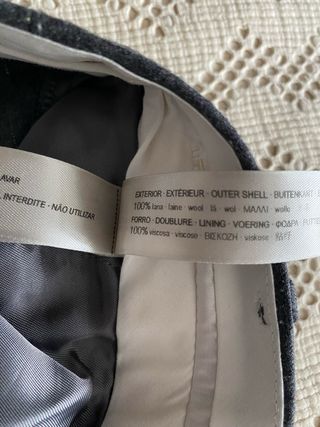 AVAR
INTERDITE · NÃO UTILIZAR
EXTERIOR · EXTÉRIEUR · OUTER SHELL · BUITENKANT ·
100% lana · laine · wool · lã · wol · ΜΑΛΛΙ · wolle ·
FORRO · DOUBLURE · LINING · VOERING · ΦΟΔΡΑ ·
100% viscosa · viscose · ΒΙΣΚΟΖΗ · viskose